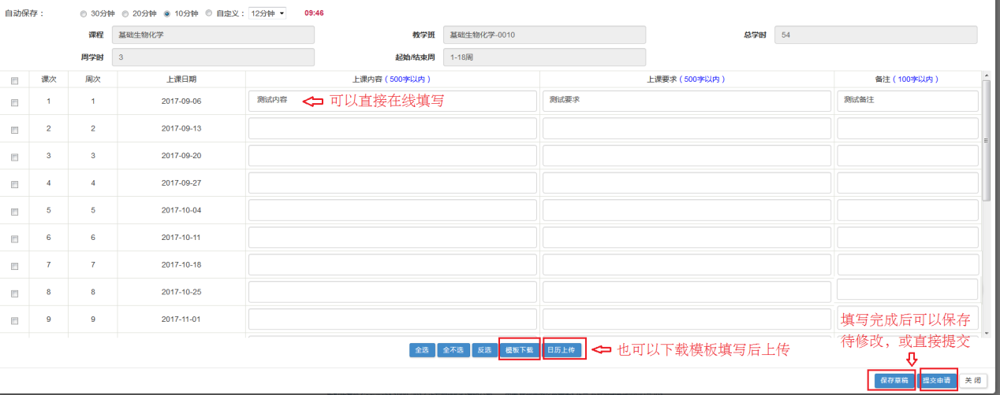 自动保存： 30分钟 20分钟 10分钟 自定义： 12分钟 09:46
课程 基础生物化学 教学班 基础生物化学-0010 总学时 54
周学时 3 起始/结束周 1-18周
课次 周次 上课日期 上课内容（500字以内） 上课要求（500字以内） 备注（100字以内）
1 1 2017-09-06 测试内容 可以直接在线填写 测试要求 测试备注
2 2 2017-09-13
3 3 2017-09-20
4 4 2017-09-27
5 5 2017-10-04
6 6 2017-10-11
7 7 2017-10-18
8 8 2017-10-25
9 9 2017-11-01
填写完成后可以保存
待修改，或直接提交
全选 全不选 反选 模板下载 日历上传 也可以下载模板填写后上传
保存草稿 提交申请 关闭